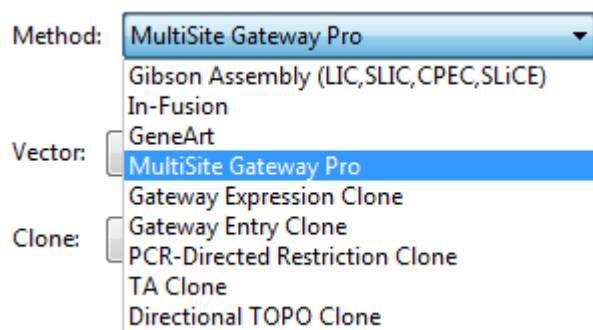 Method: MultiSite Gateway Pro
Gibson Assembly (LIC,SLIC,CPEC,SLiCE)
In-Fusion
GeneArt
Vector:
MultiSite Gateway Pro
Gateway Expression Clone
Gateway Entry Clone
Clone:
PCR-Directed Restriction Clone
TA Clone
Directional TOPO Clone